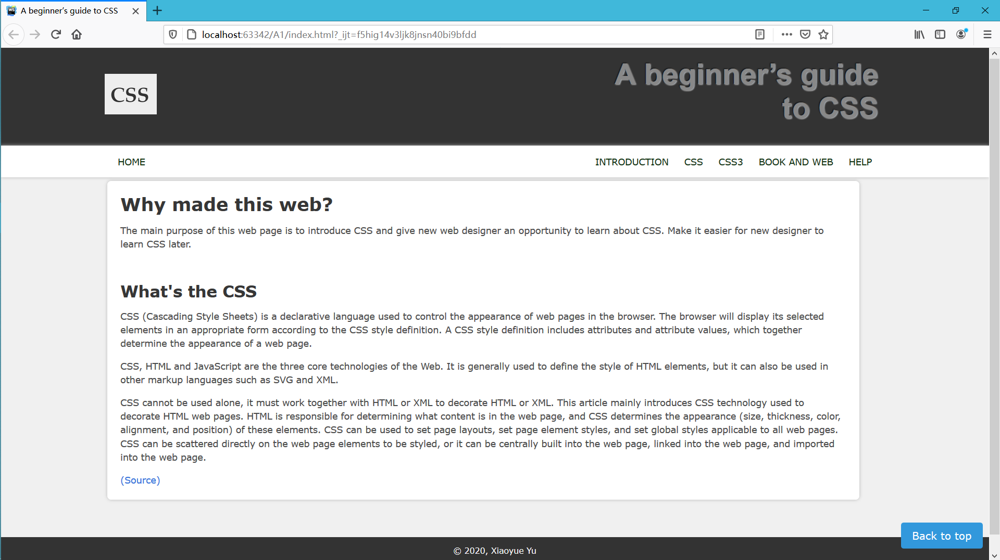 WS
A beginner’s guide to CSS
localhost:63342/A1/index.html?_ijt=f5hig14v3ljk8jnsn40bi9bfdd
CSS
A beginner’s guide
to CSS
HOME
INTRODUCTION CSS CSS3 BOOK AND WEB HELP
Why made this web?
The main purpose of this web page is to introduce CSS and give new web designer an opportunity to learn about CSS. Make it easier for new designer to
learn CSS later.
What's the CSS
CSS (Cascading Style Sheets) is a declarative language used to control the appearance of web pages in the browser. The browser will display its selected
elements in an appropriate form according to the CSS style definition. A CSS style definition includes attributes and attribute values, which together
determine the appearance of a web page.
CSS, HTML and JavaScript are the three core technologies of the Web. It is generally used to define the style of HTML elements, but it can also be used in
other markup languages such as SVG and XML.
CSS cannot be used alone, it must work together with HTML or XML to decorate HTML or XML. This article mainly introduces CSS technology used to
decorate HTML web pages. HTML is responsible for determining what content is in the web page, and CSS determines the appearance (size, thickness, color,
alignment, and position) of these elements. CSS can be used to set page layouts, set page element styles, and set global styles applicable to all web pages.
CSS can be scattered directly on the web page elements to be styled, or it can be centrally built into the web page, linked into the web page, and imported
into the web page.
(Source)
Back to top
© 2020, Xiaoyue Yu